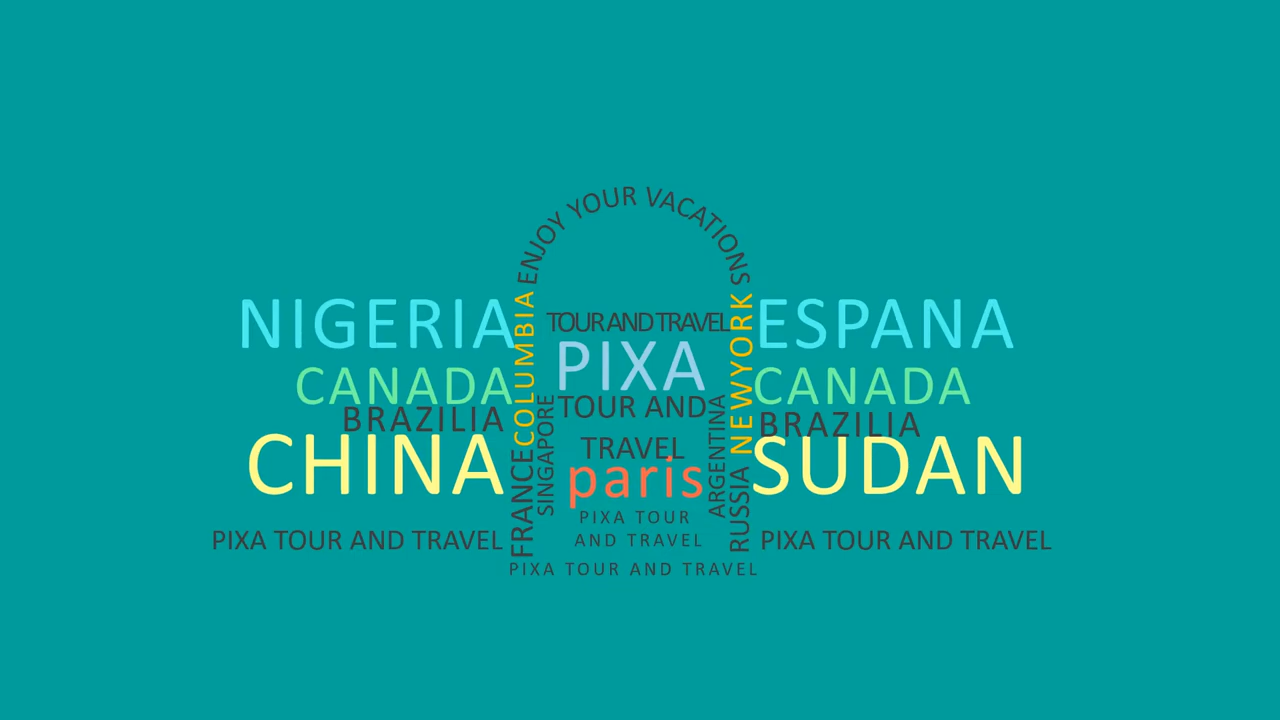 ENJOY YOUR VACATIONS
NIGERIA
CANADA
BRAZILIA
CHINA
PIXA TOUR AND TRAVEL
COLUMBIA
FRANCE
SINGAPORE
TOUR AND TRAVEL
PIXA
TOUR AND
TRAVEL
paris
PIXA TOUR
AND TRAVEL
PIXA TOUR AND TRAVEL
ARGENTINA
NEWYORK
RUSSIA
ESPANA
CANADA
BRAZILIA
SUDAN
PIXA TOUR AND TRAVEL